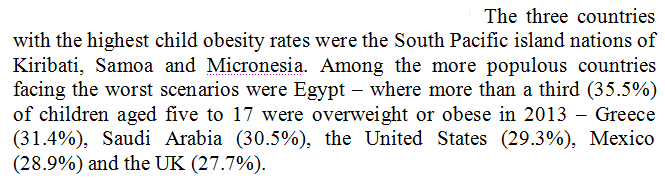 The three countries
with the highest child obesity rates were the South Pacific island nations of
Kiribati, Samoa and Micronesia. Among the more populous countries
facing the worst scenarios were Egypt – where more than a third (35.5%)
of children aged five to 17 were overweight or obese in 2013 – Greece
(31.4%), Saudi Arabia (30.5%), the United States (29.3%), Mexico
(28.9%) and the UK (27.7%).